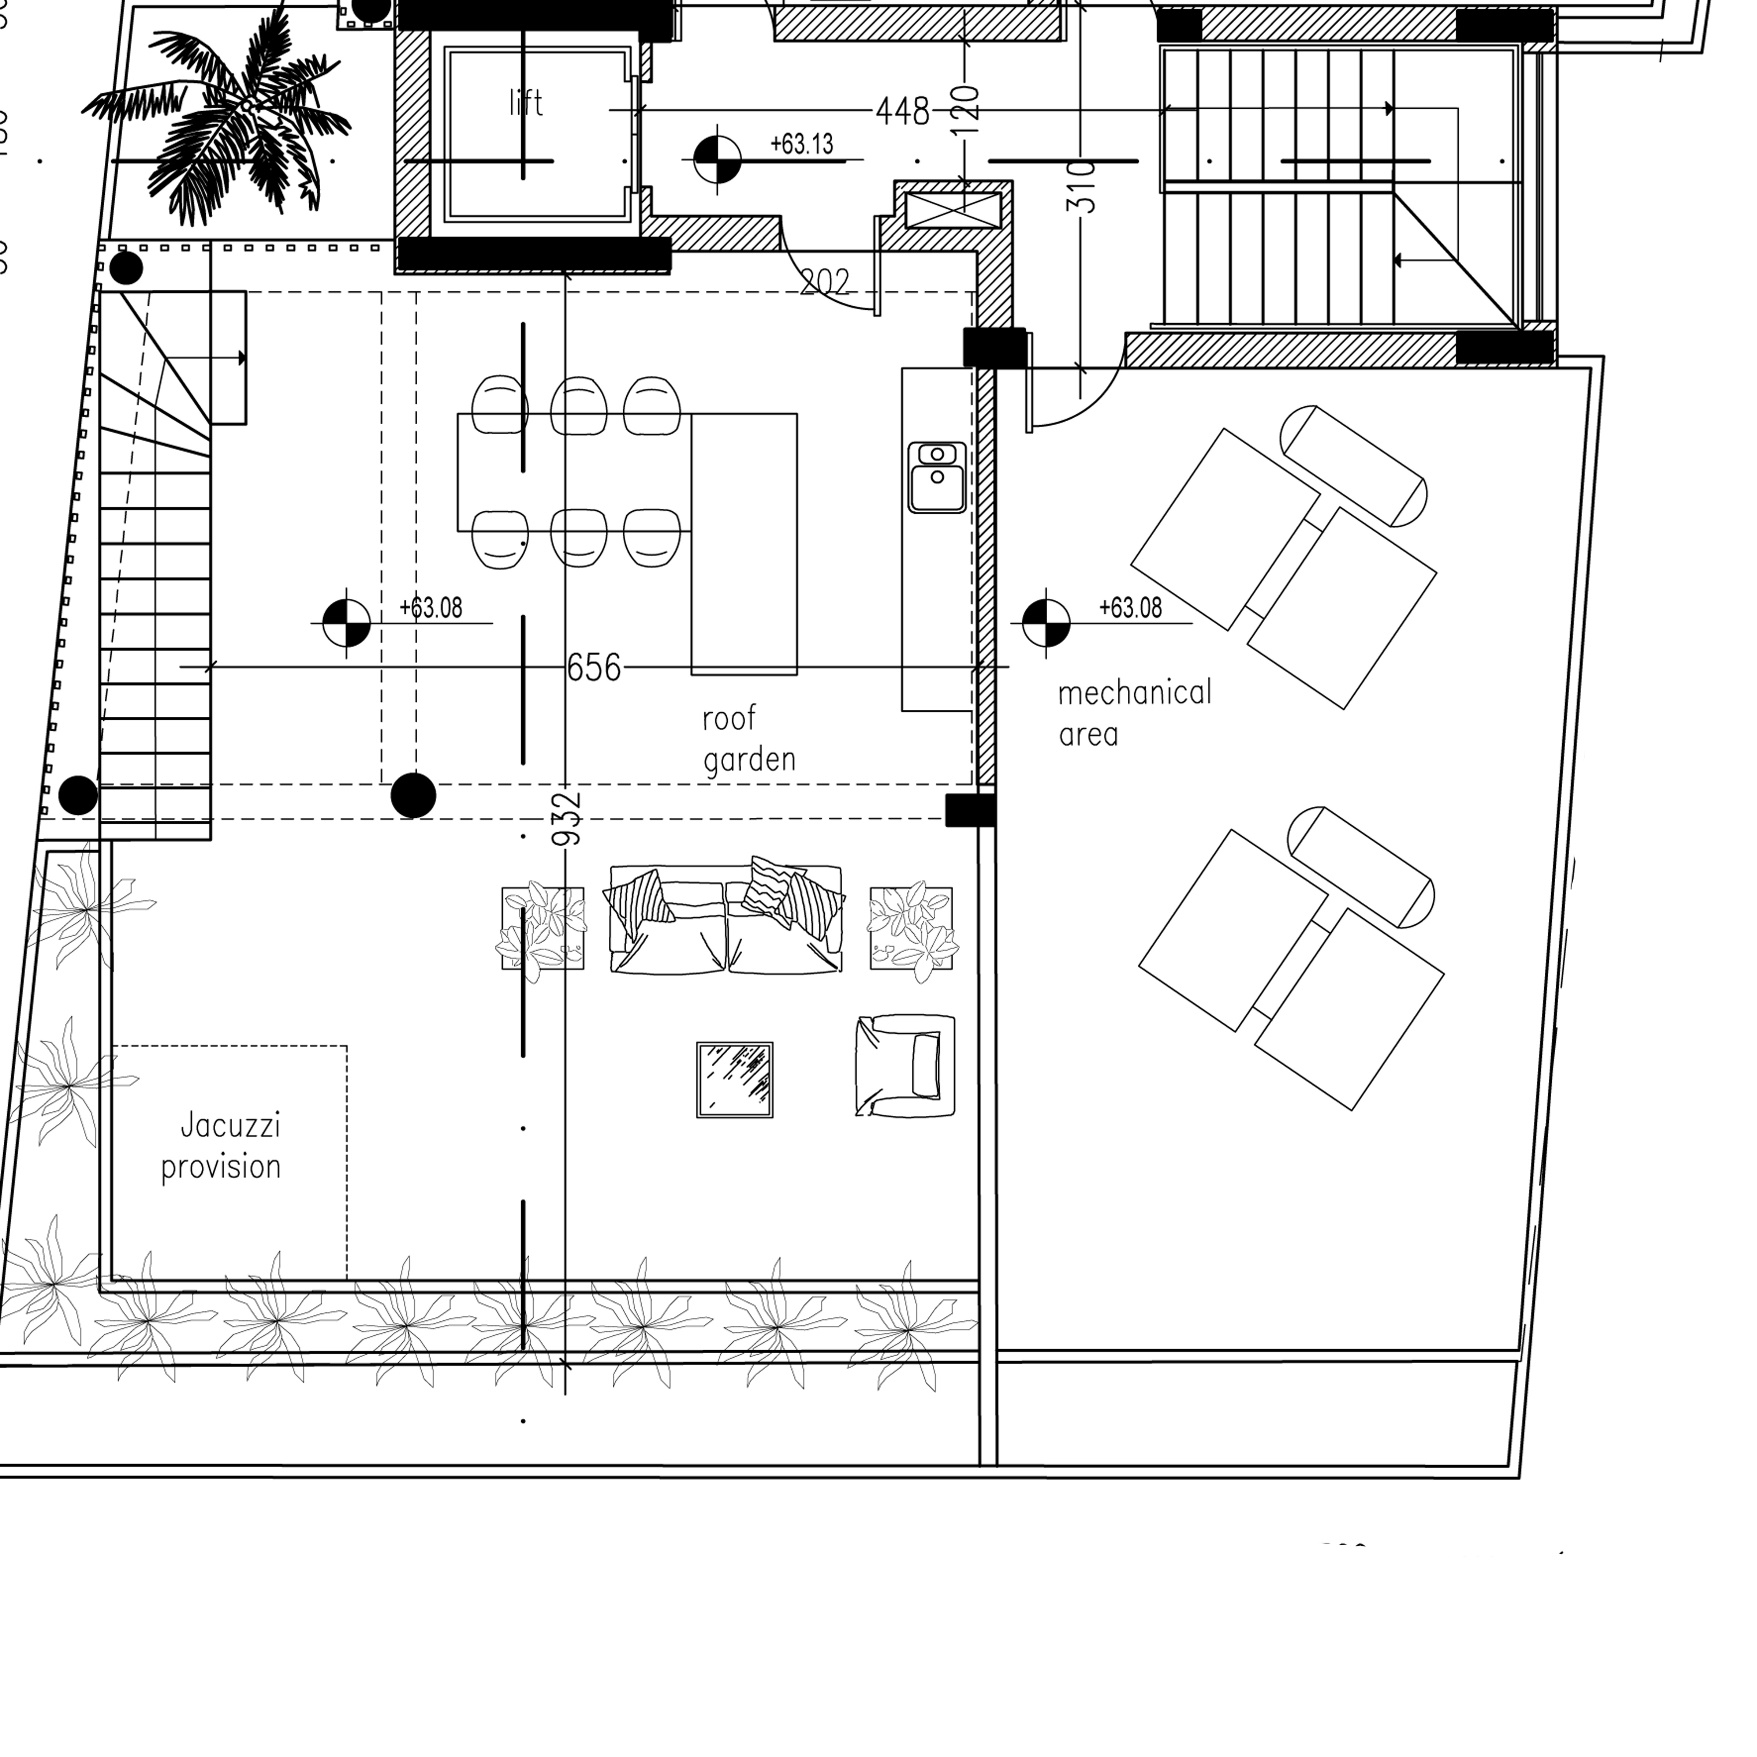 lift
448
120
+63.13
310
202
+63.08
+63.08
656
roof
garden
mechanical
area
932
Jacuzzi
provision